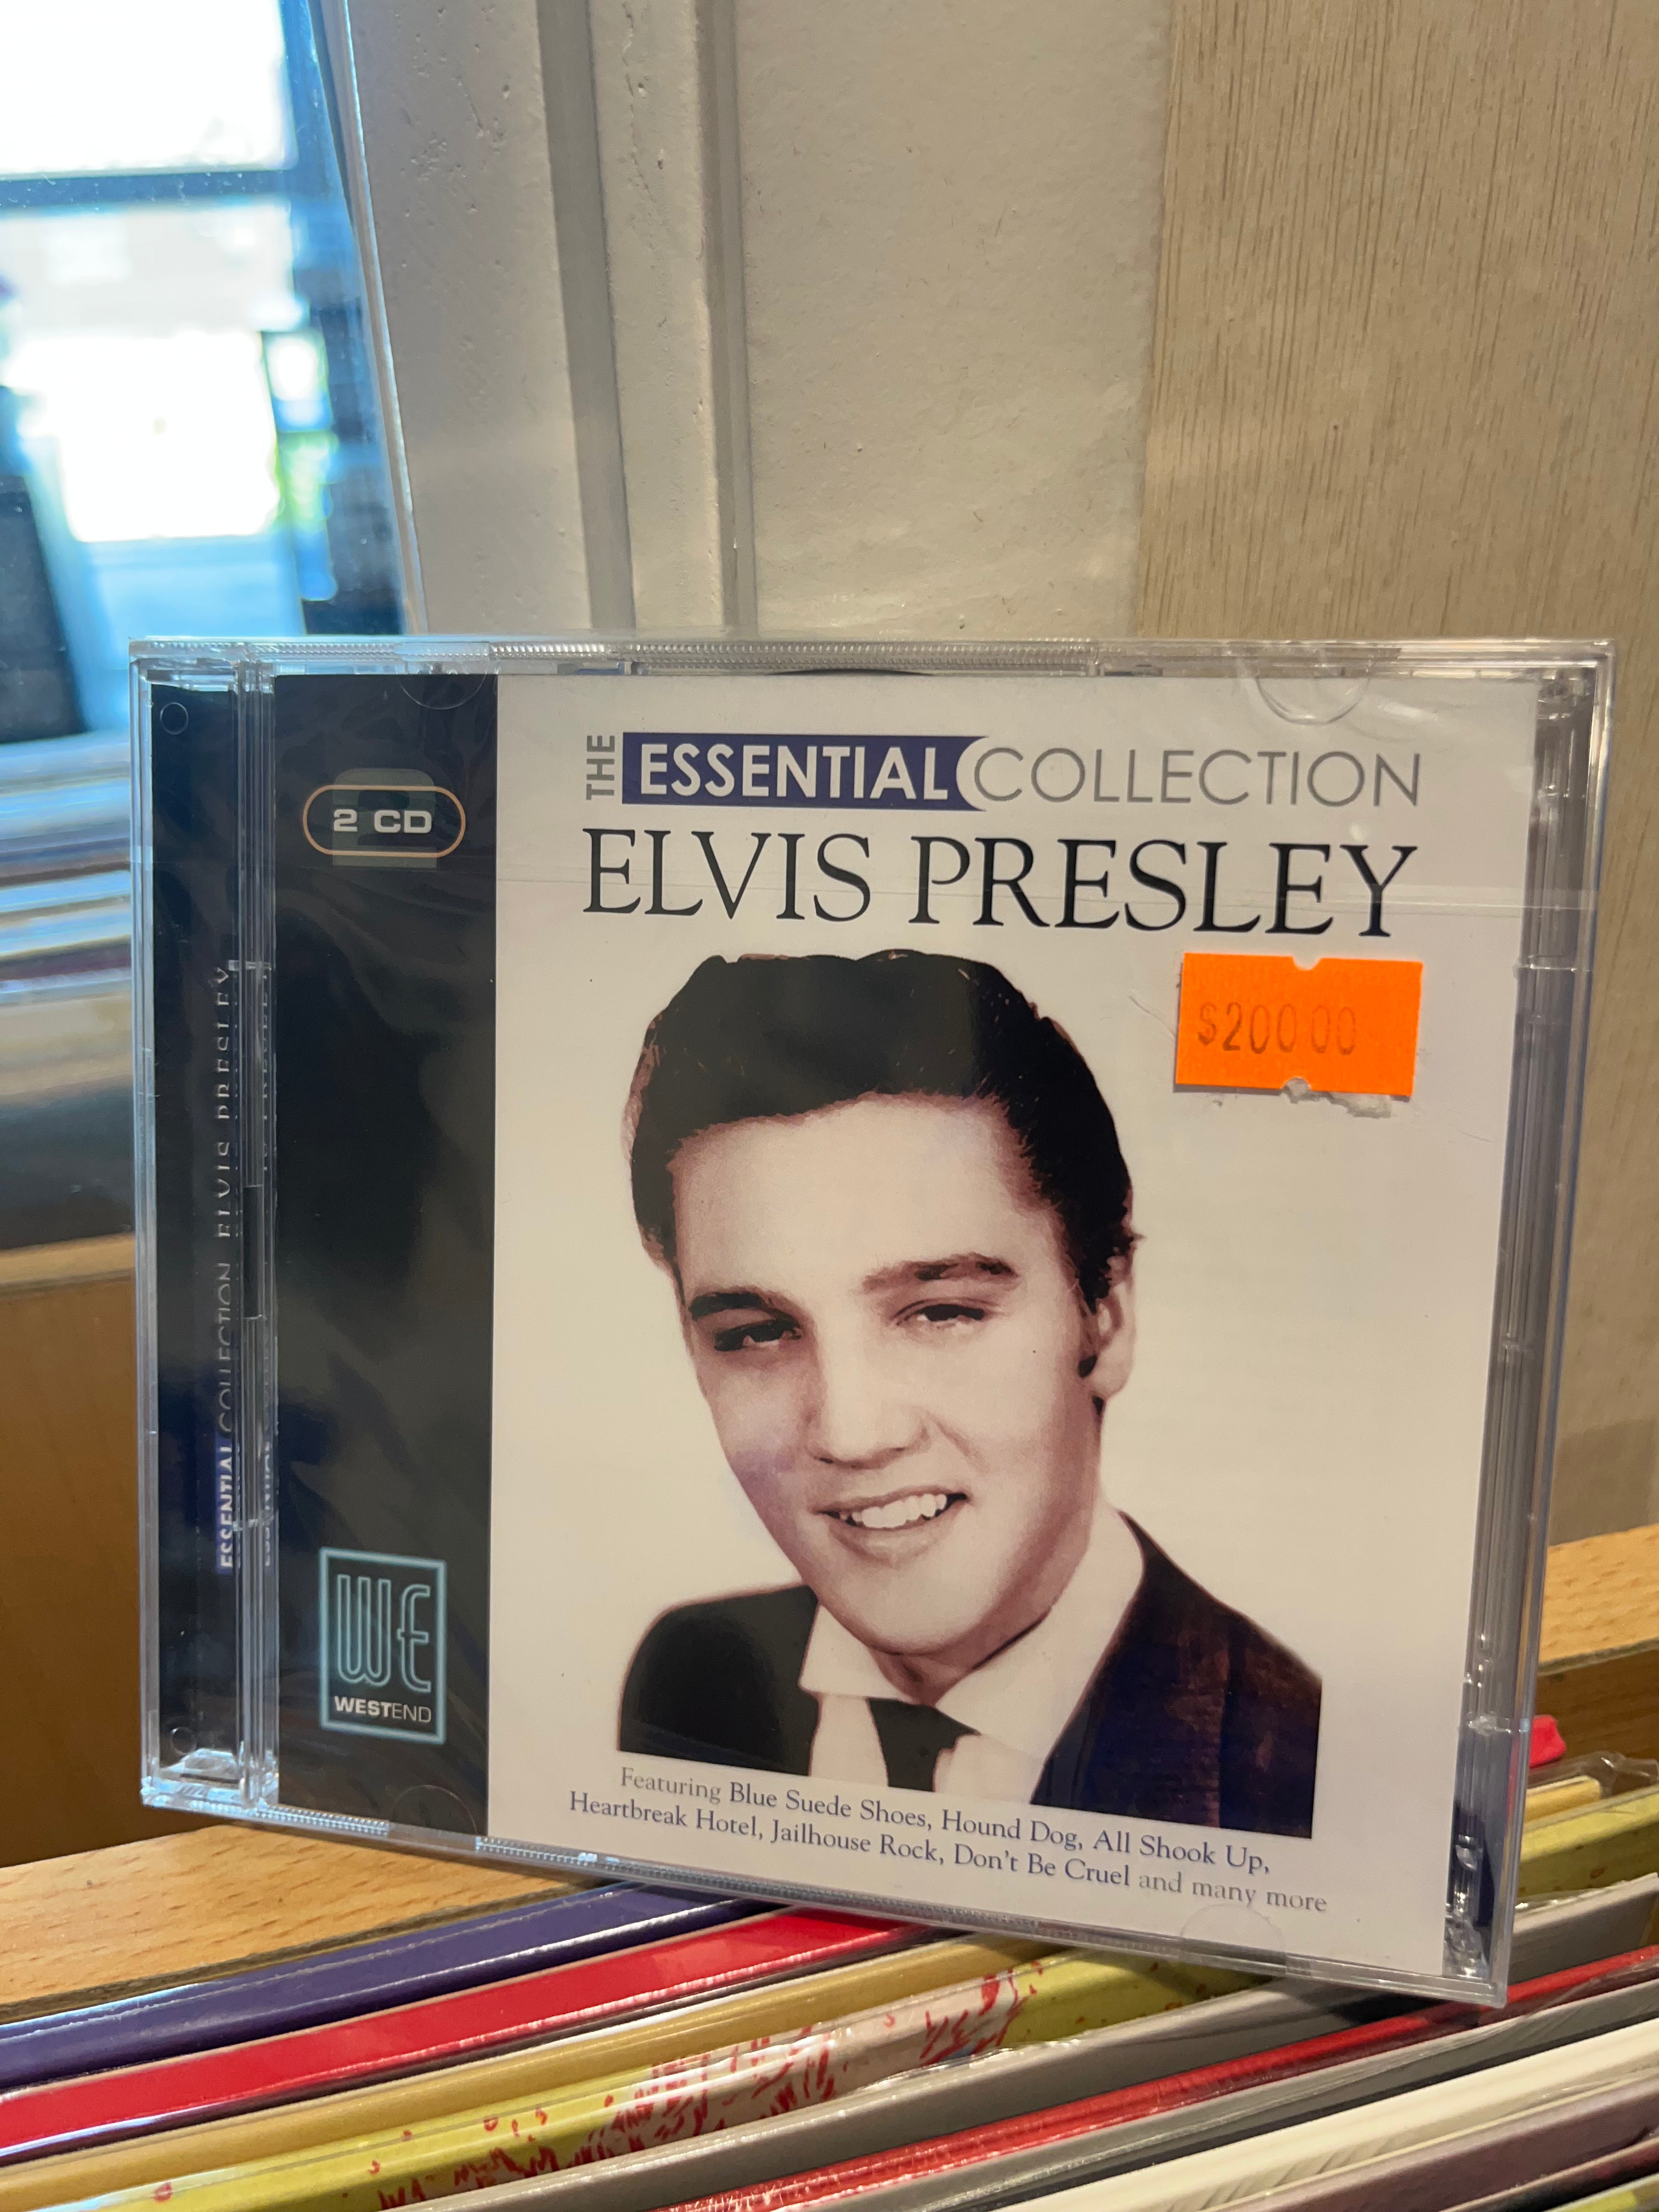 THE ESSENTIAL COLLECTION
ELVIS PRESLEY
2 CD
$200 00
ESSENTIAL COLLECTION ELVIS PRESLEY
WE
WESTEND
Featuring Blue Suede Shoes, Hound Dog, All Shook Up,
Heartbreak Hotel, Jailhouse Rock, Don't Be Cruel and many more